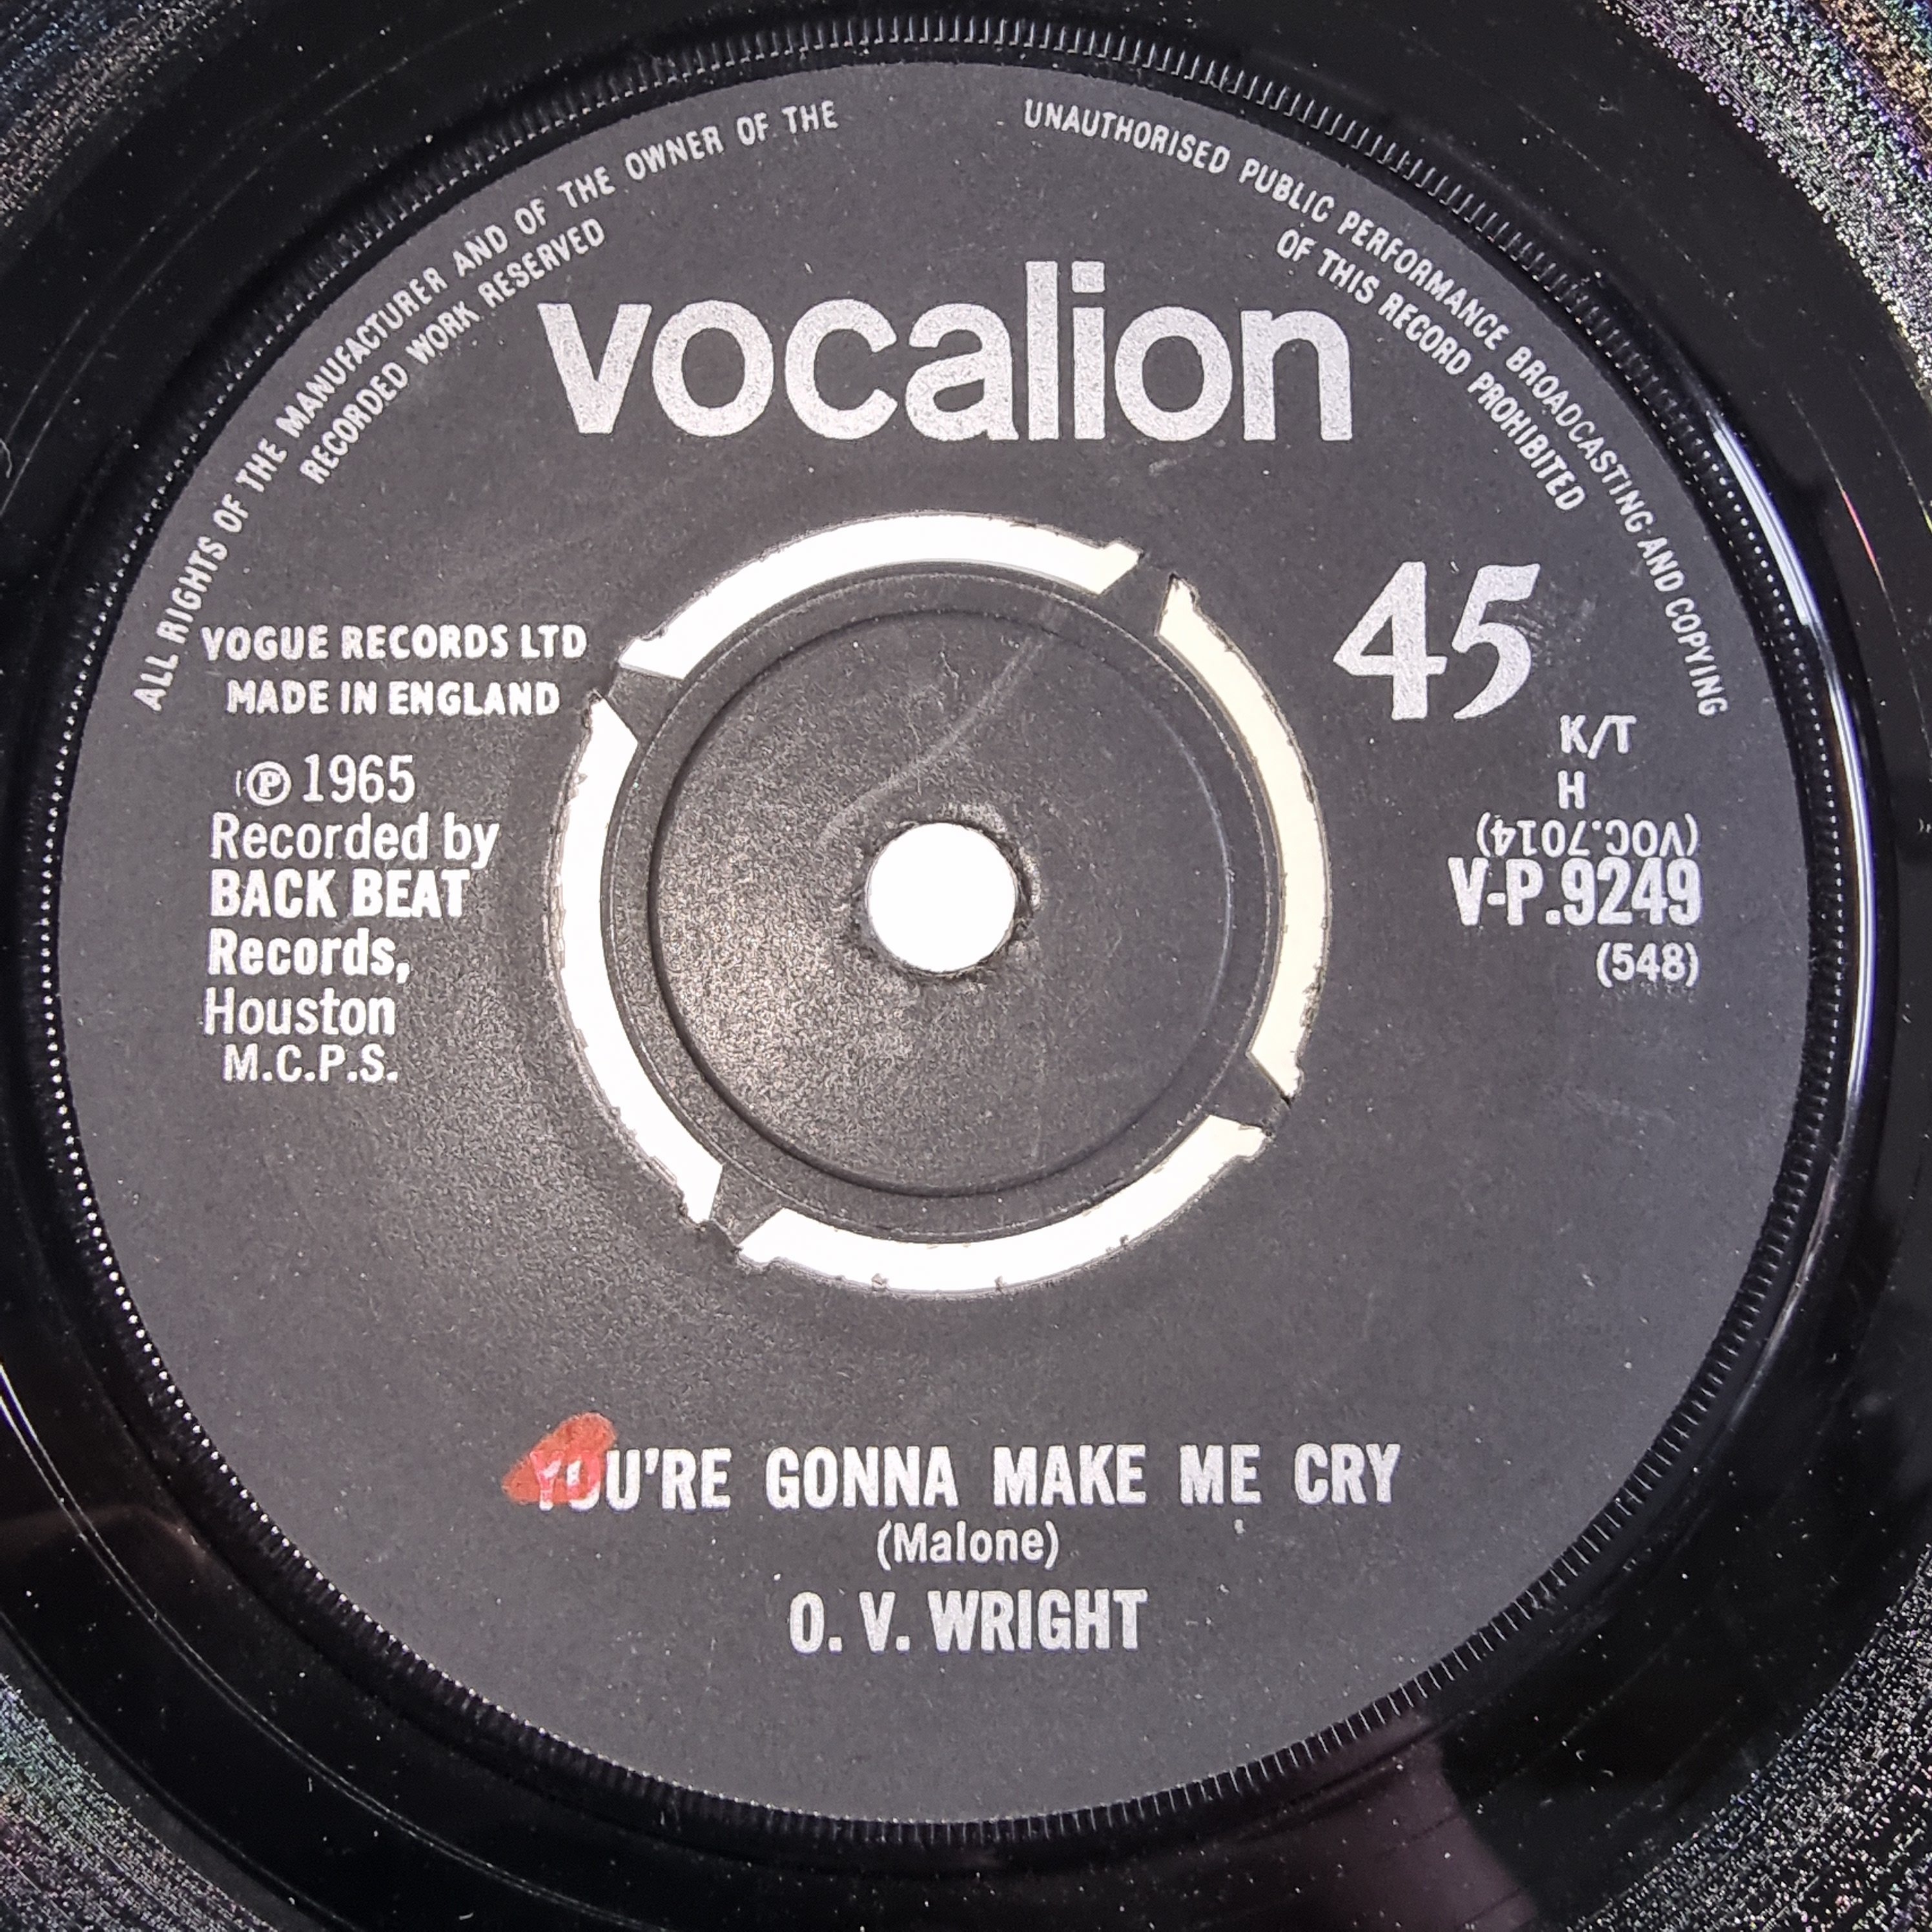 ALL RIGHTS OF THE MANUFACTURER AND OF THE OWNER OF THE
RECORDED WORK RESERVED
UNAUTHORISED PUBLIC PERFORMANCE BROADCASTING AND COPYING
OF THIS RECORD PROHIBITED
vocalion
VOGUE RECORDS LTD
MADE IN ENGLAND
℗ 1965
Recorded by
BACK BEAT
Records,
Houston
M.C.P.S.
45
K/T
H
(VOC.7014)
V-P.9249
(548)
YOU'RE GONNA MAKE ME CRY
(Malone)
O. V. WRIGHT